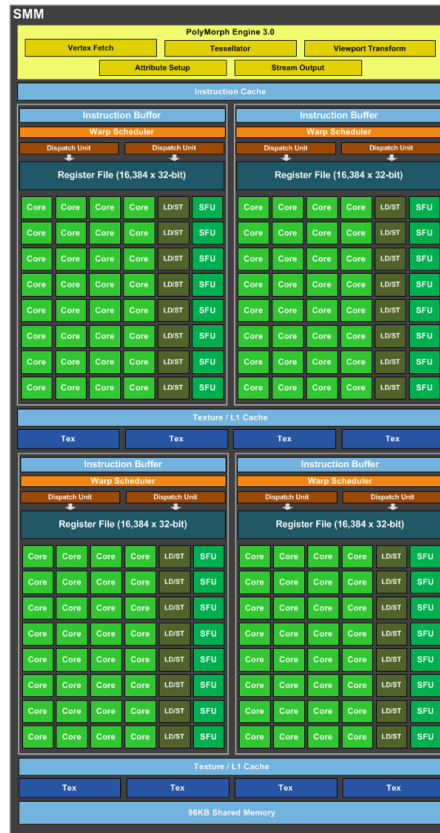 SMM
PolyMorph Engine 3.0
Vertex Fetch Tessellator Viewport Transform
Attribute Setup Stream Output
Instruction Cache
Instruction Buffer Instruction Buffer
Warp Scheduler Warp Scheduler
Dispatch Unit Dispatch Unit Dispatch Unit Dispatch Unit
Register File (16,384 x 32-bit) Register File (16,384 x 32-bit)
Core Core Core Core LD/ST SFU Core Core Core Core LD/ST SFU
Core Core Core Core LD/ST SFU Core Core Core Core LD/ST SFU
Core Core Core Core LD/ST SFU Core Core Core Core LD/ST SFU
Core Core Core Core LD/ST SFU Core Core Core Core LD/ST SFU
Core Core Core Core LD/ST SFU Core Core Core Core LD/ST SFU
Core Core Core Core LD/ST SFU Core Core Core Core LD/ST SFU
Core Core Core Core LD/ST SFU Core Core Core Core LD/ST SFU
Core Core Core Core LD/ST SFU Core Core Core Core LD/ST SFU
Texture / L1 Cache
Tex Tex Tex Tex
Instruction Buffer Instruction Buffer
Warp Scheduler Warp Scheduler
Dispatch Unit Dispatch Unit Dispatch Unit Dispatch Unit
Register File (16,384 x 32-bit) Register File (16,384 x 32-bit)
Core Core Core Core LD/ST SFU Core Core Core Core LD/ST SFU
Core Core Core Core LD/ST SFU Core Core Core Core LD/ST SFU
Core Core Core Core LD/ST SFU Core Core Core Core LD/ST SFU
Core Core Core Core LD/ST SFU Core Core Core Core LD/ST SFU
Core Core Core Core LD/ST SFU Core Core Core Core LD/ST SFU
Core Core Core Core LD/ST SFU Core Core Core Core LD/ST SFU
Core Core Core Core LD/ST SFU Core Core Core Core LD/ST SFU
Core Core Core Core LD/ST SFU Core Core Core Core LD/ST SFU
Texture / L1 Cache
Tex Tex Tex Tex
96KB Shared Memory